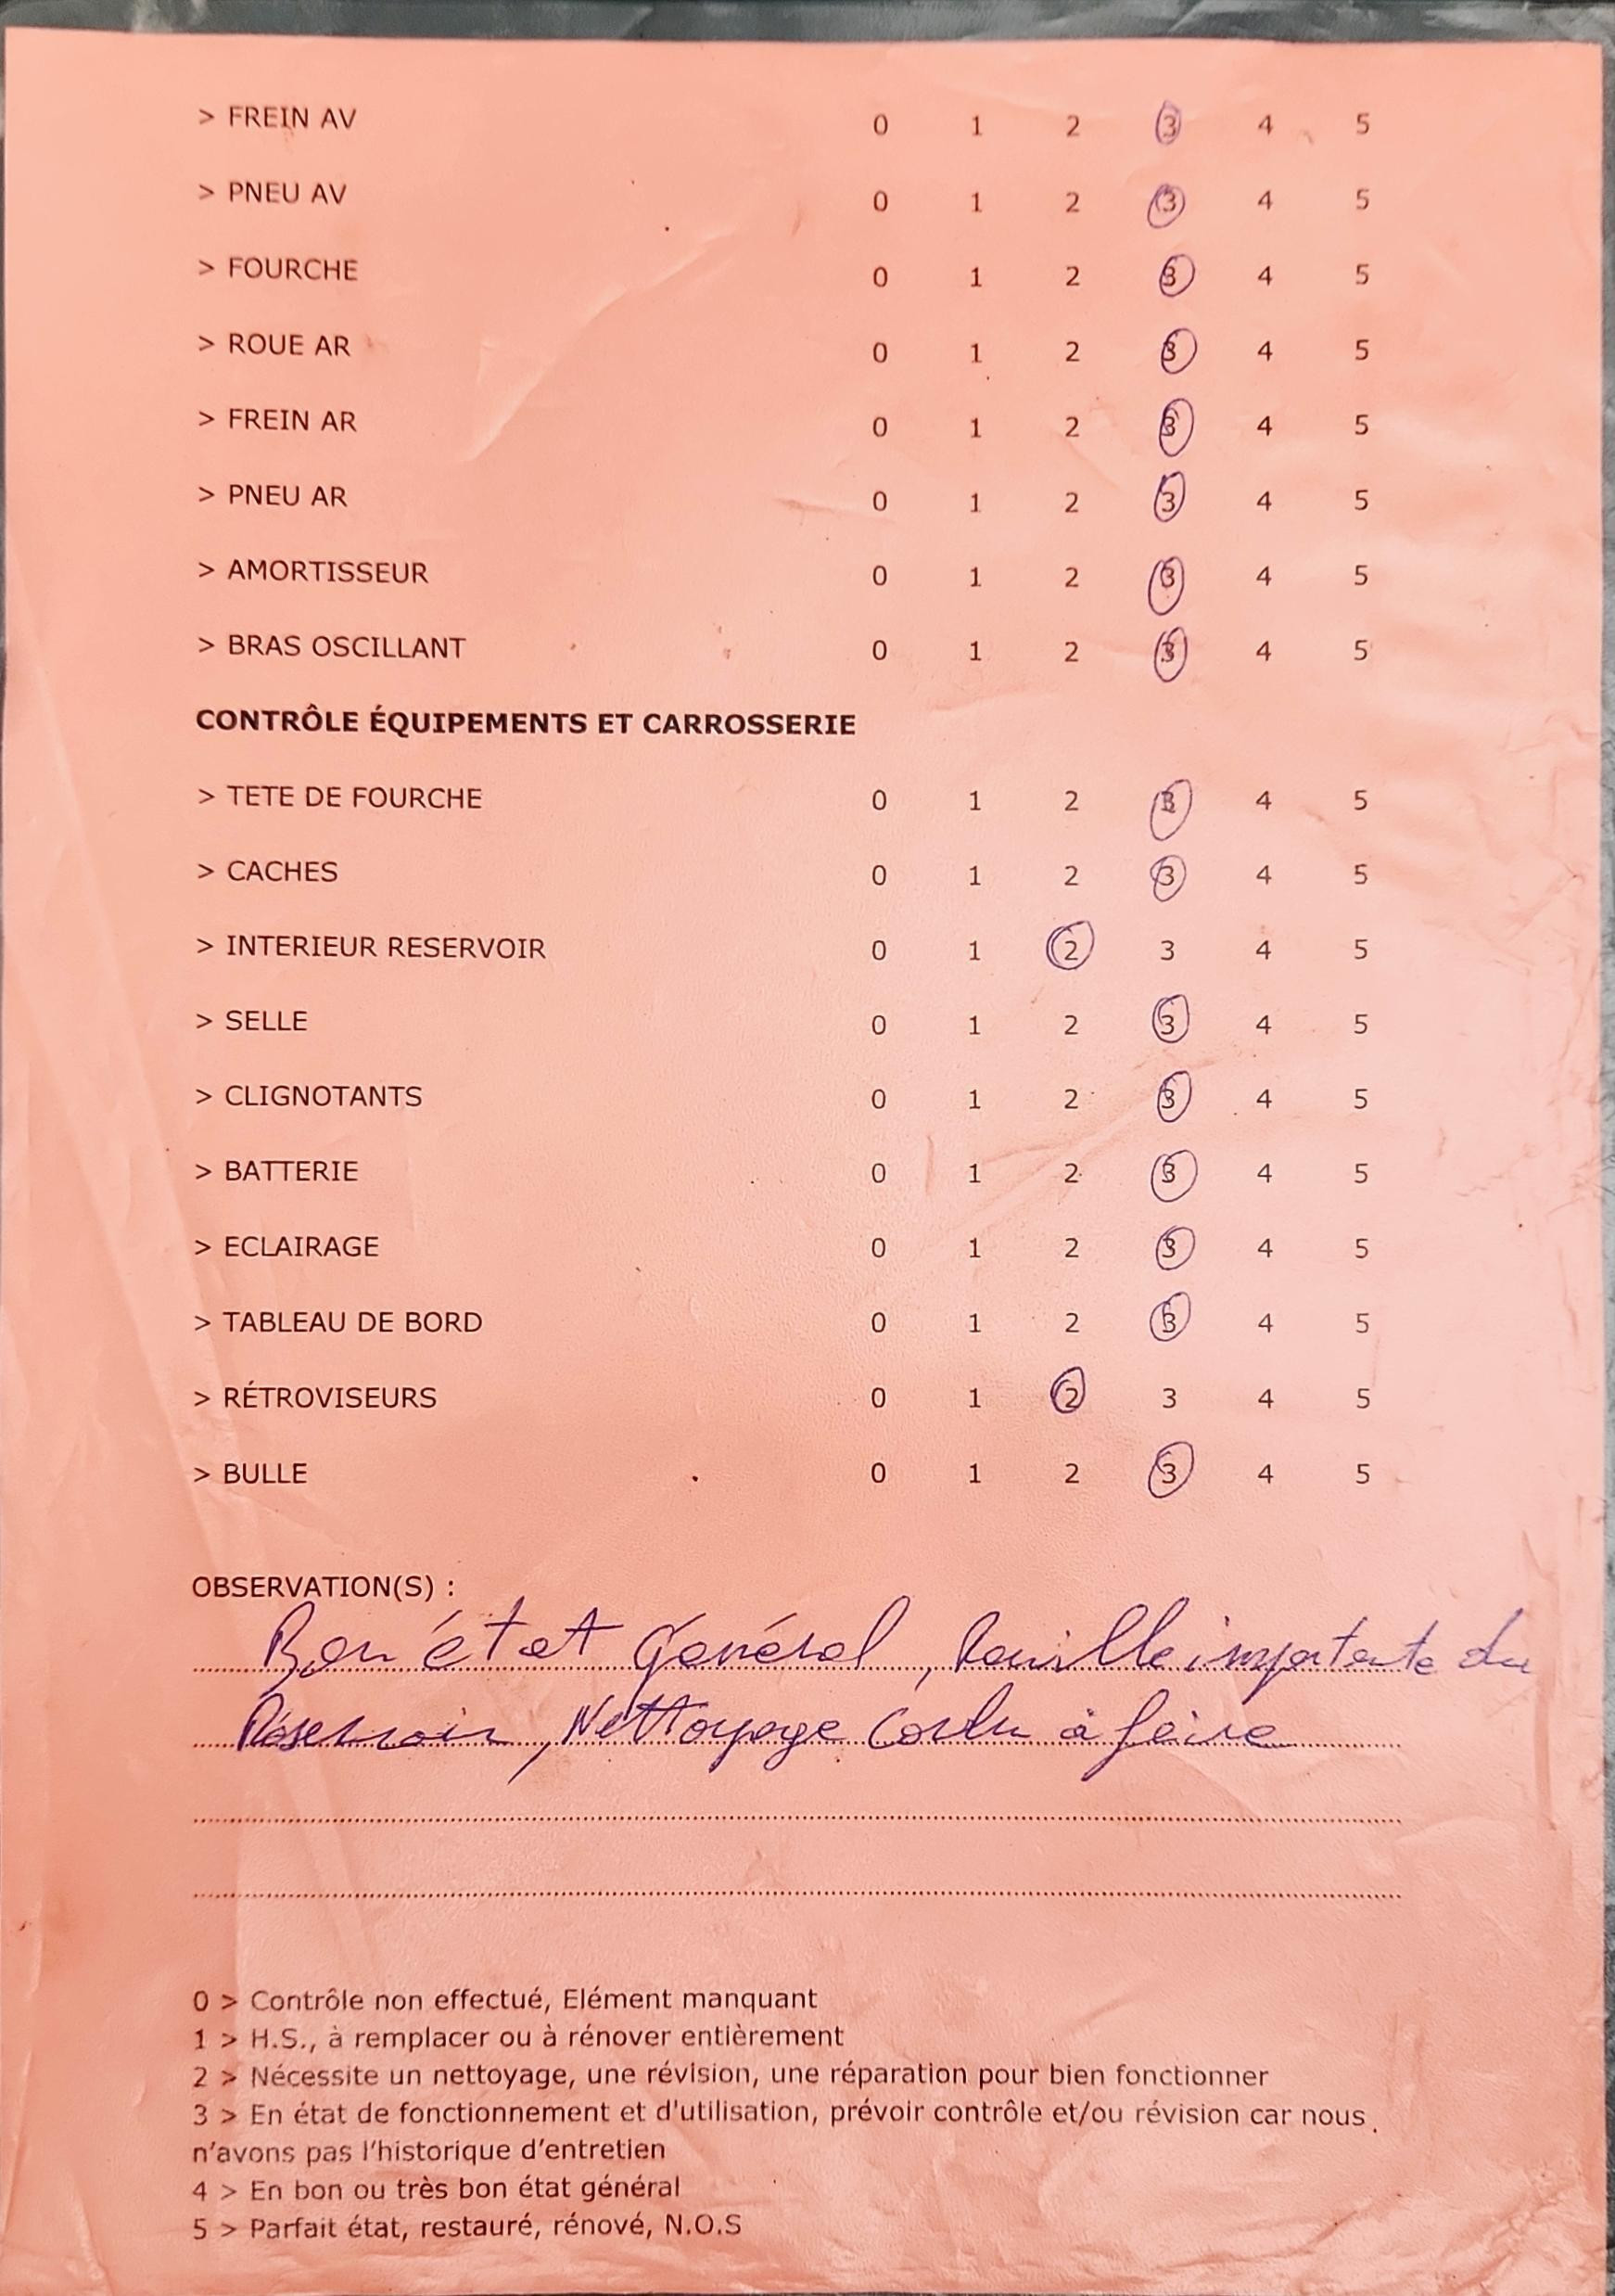 > FREIN AV 0 1 2 3 4 5
> PNEU AV 0 1 2 3 4 5
> FOURCHE 0 1 2 3 4 5
> ROUE AR 0 1 2 3 4 5
> FREIN AR 0 1 2 3 4 5
> PNEU AR 0 1 2 3 4 5
> AMORTISSEUR 0 1 2 3 4 5
> BRAS OSCILLANT 0 1 2 3 4 5
CONTRÔLE ÉQUIPEMENTS ET CARROSSERIE
> TETE DE FOURCHE 0 1 2 3 4 5
> CACHES 0 1 2 3 4 5
> INTERIEUR RESERVOIR 0 1 2 3 4 5
> SELLE 0 1 2 3 4 5
> CLIGNOTANTS 0 1 2 3 4 5
> BATTERIE 0 1 2 3 4 5
> ECLAIRAGE 0 1 2 3 4 5
> TABLEAU DE BORD 0 1 2 3 4 5
> RÉTROVISEURS 0 1 2 3 4 5
> BULLE 0 1 2 3 4 5
OBSERVATION(S) :
Bon état Général, Rouille importante du
Réservoir, Nettoyage Carbu à faire
0 > Contrôle non effectué, Elément manquant
1 > H.S., à remplacer ou à rénover entièrement
2 > Nécessite un nettoyage, une révision, une réparation pour bien fonctionner
3 > En état de fonctionnement et d'utilisation, prévoir contrôle et/ou révision car nous
n'avons pas l'historique d'entretien
4 > En bon ou très bon état général
5 > Parfait état, restauré, rénové, N.O.S